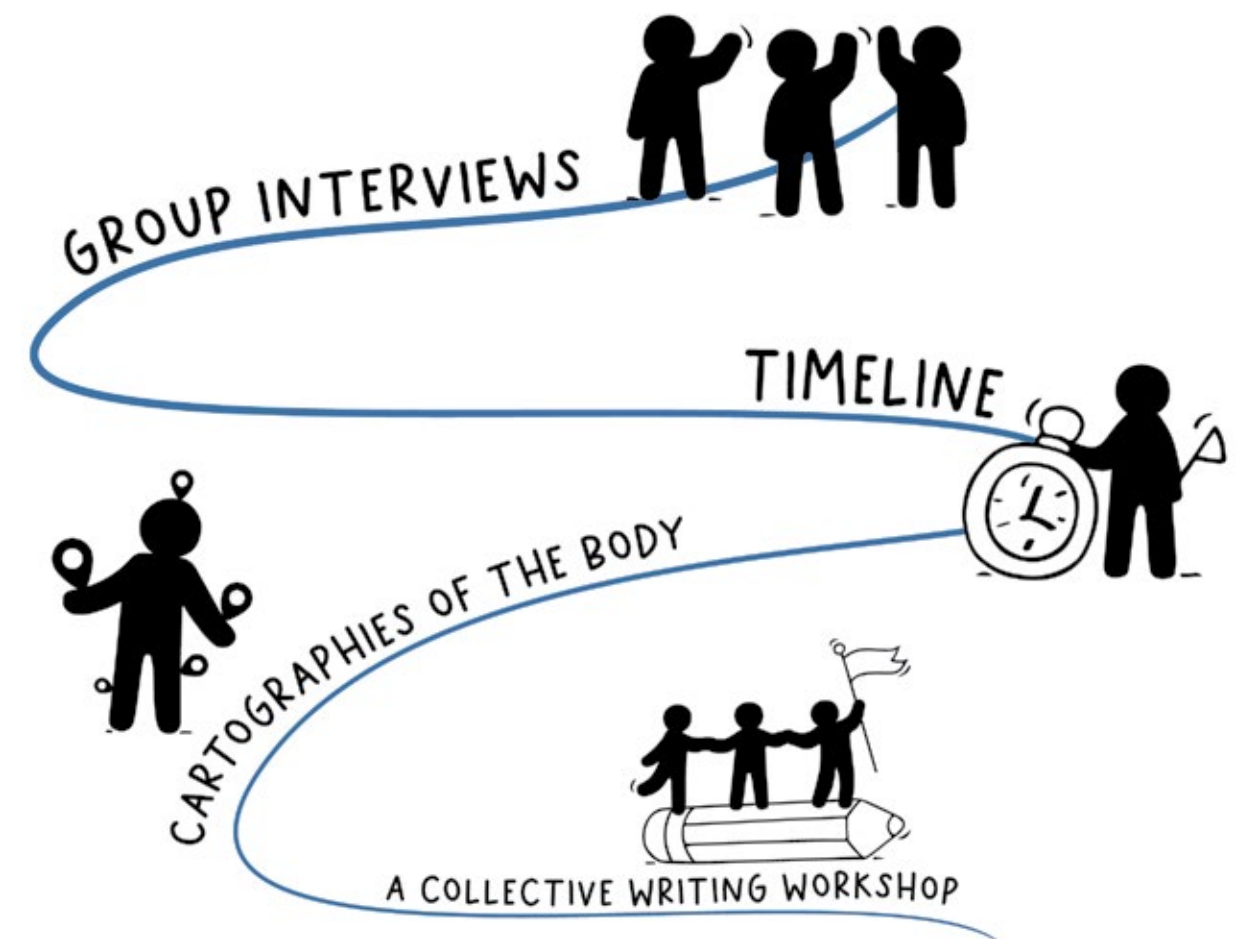 GROUP INTERVIEWS
TIMELINE
CARTOGRAPHIES OF THE BODY
A COLLECTIVE WRITING WORKSHOP